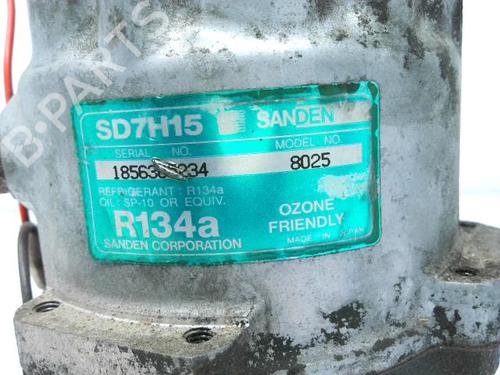 B-PARTS
SD7H15 SANDEN
SERIAL NO. MODEL NO.
8025
REFRIGERANT : R134a
OIL : SP-10 OR EQUIV.
R134a
OZONE
FRIENDLY
SANDEN CORPORATION
MADE IN JAPAN